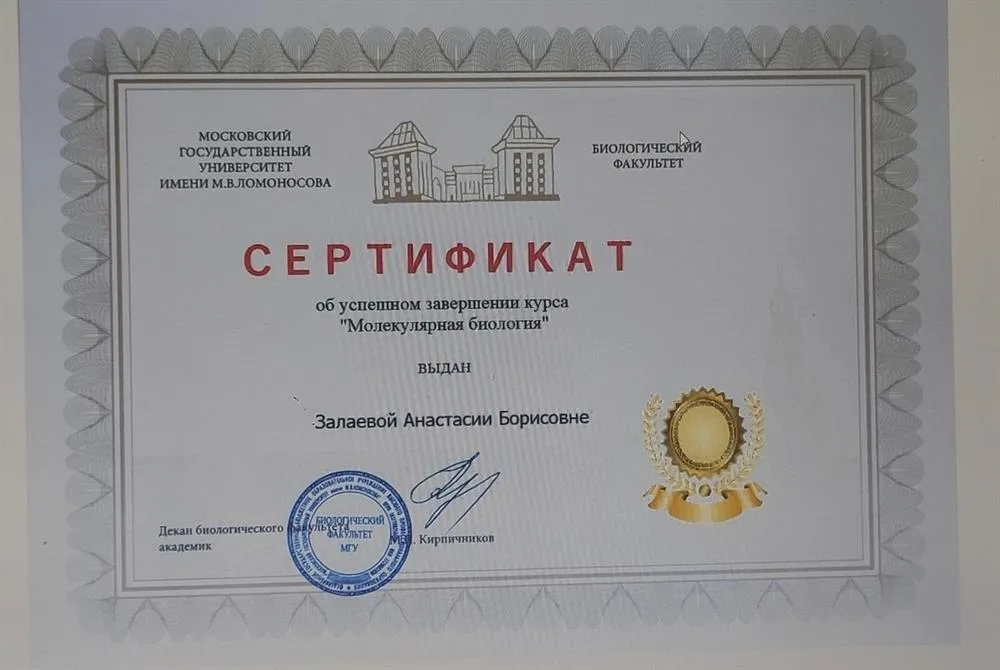 МОСКОВСКИЙ
ГОСУДАРСТВЕННЫЙ
УНИВЕРСИТЕТ
ИМЕНИ М.В.ЛОМОНОСОВА
БИОЛОГИЧЕСКИЙ
ФАКУЛЬТЕТ
СЕРТИФИКАТ
об успешном завершении курса
"Молекулярная биология"
ВЫДАН
Залаевой Анастасии Борисовне
Декан биологического факультета
академик
Кирпичников
БИОЛОГИЧЕСКИЙ
ФАКУЛЬТЕТ
МГУ